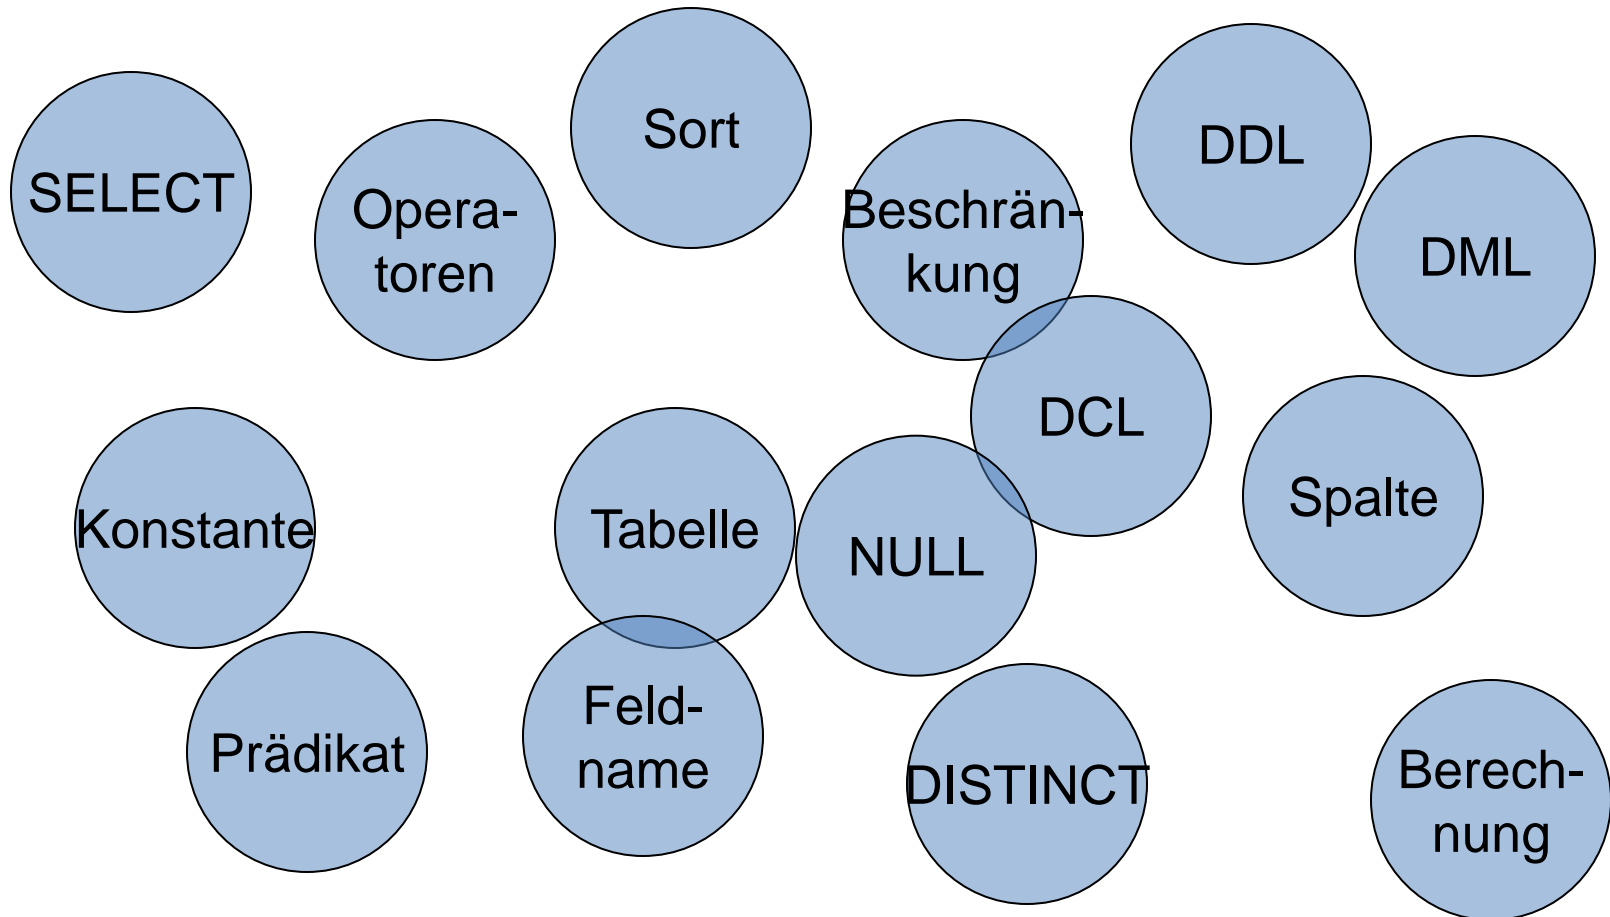 SELECT
Opera-
toren
Sort
Beschrän-
kung
DDL
DML
DCL
Spalte
Konstante
Tabelle
NULL
Prädikat
Feld-
name
DISTINCT
Berech-
nung